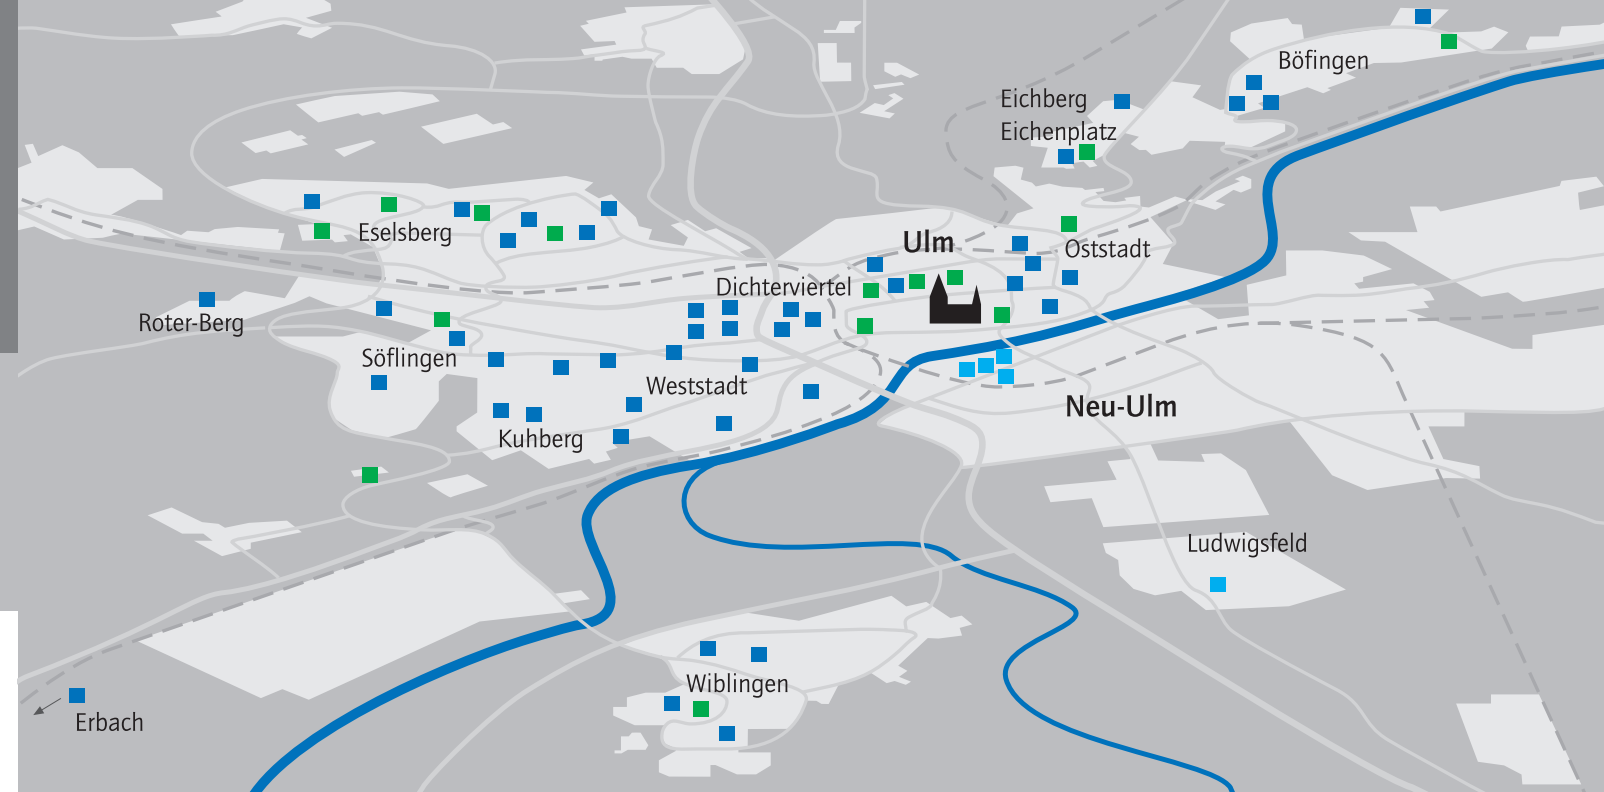 Böfingen
Eichberg
Eichenplatz
Eselsberg
Ulm
Oststadt
Dichterviertel
Roter-Berg
Söflingen
Weststadt
Neu-Ulm
Kuhberg
Ludwigsfeld
Wiblingen
Erbach